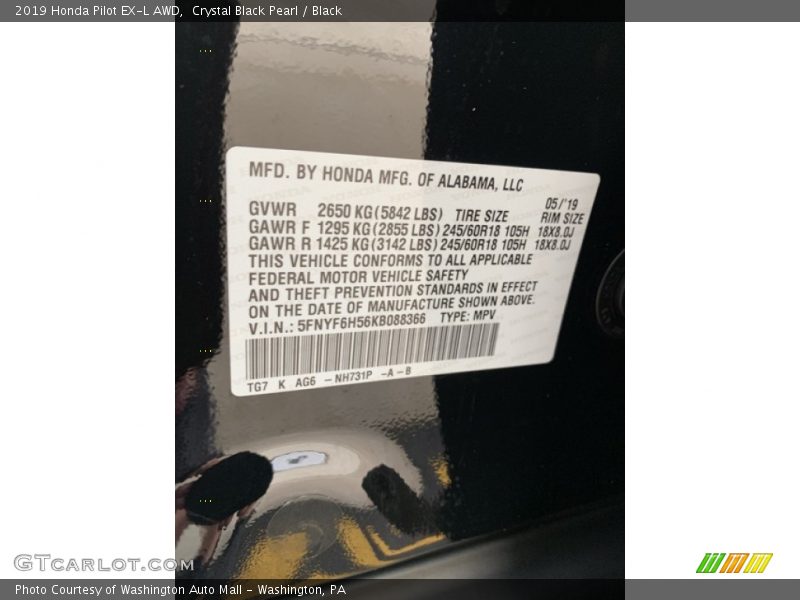 2019 Honda Pilot EX-L AWD,  Crystal Black Pearl / Black
MFD. BY HONDA MFG. OF ALABAMA, LLC
05/'19
GVWR 2650 KG (5842 LBS) TIRE SIZE RIM SIZE
GAWR F 1295 KG (2855 LBS) 245/60R18 105H 18X8.0J
GAWR R 1425 KG (3142 LBS) 245/60R18 105H 18X8.0J
THIS VEHICLE CONFORMS TO ALL APPLICABLE
FEDERAL MOTOR VEHICLE SAFETY
AND THEFT PREVENTION STANDARDS IN EFFECT
ON THE DATE OF MANUFACTURE SHOWN ABOVE.
V.I.N.: 5FNYF6H56KB088366 TYPE: MPV
TG7 K AG6 -NH731P -A-B
GTcarlot.com
Photo Courtesy of Washington Auto Mall - Washington, PA